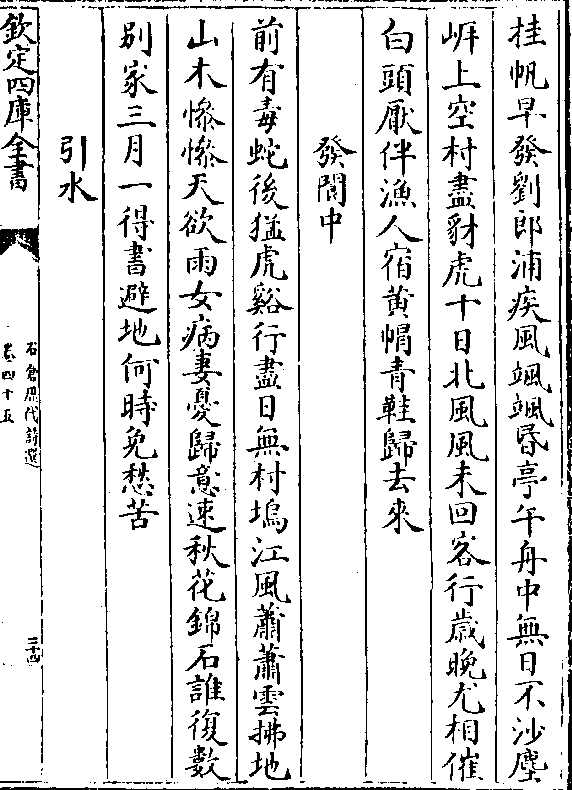 桂帆早發劉郎浦疾風颯颯昏亭午舟中無日不沙塵
岍上空村盡豺虎十日北風風未回客行歲晚尤相催
白頭厭伴漁人宿黄帽青鞋歸去來
發閬中
前有毒蛇後猛虎谿行盡日無村塢江風蕭蕭雲拂地
山木慘慘天欲雨女病妻憂歸意速秋花錦石誰復數
别家三月一得書避地何時免愁苦
引水
欽定四庫全書
石倉歷代詩選
卷四十五
三十四